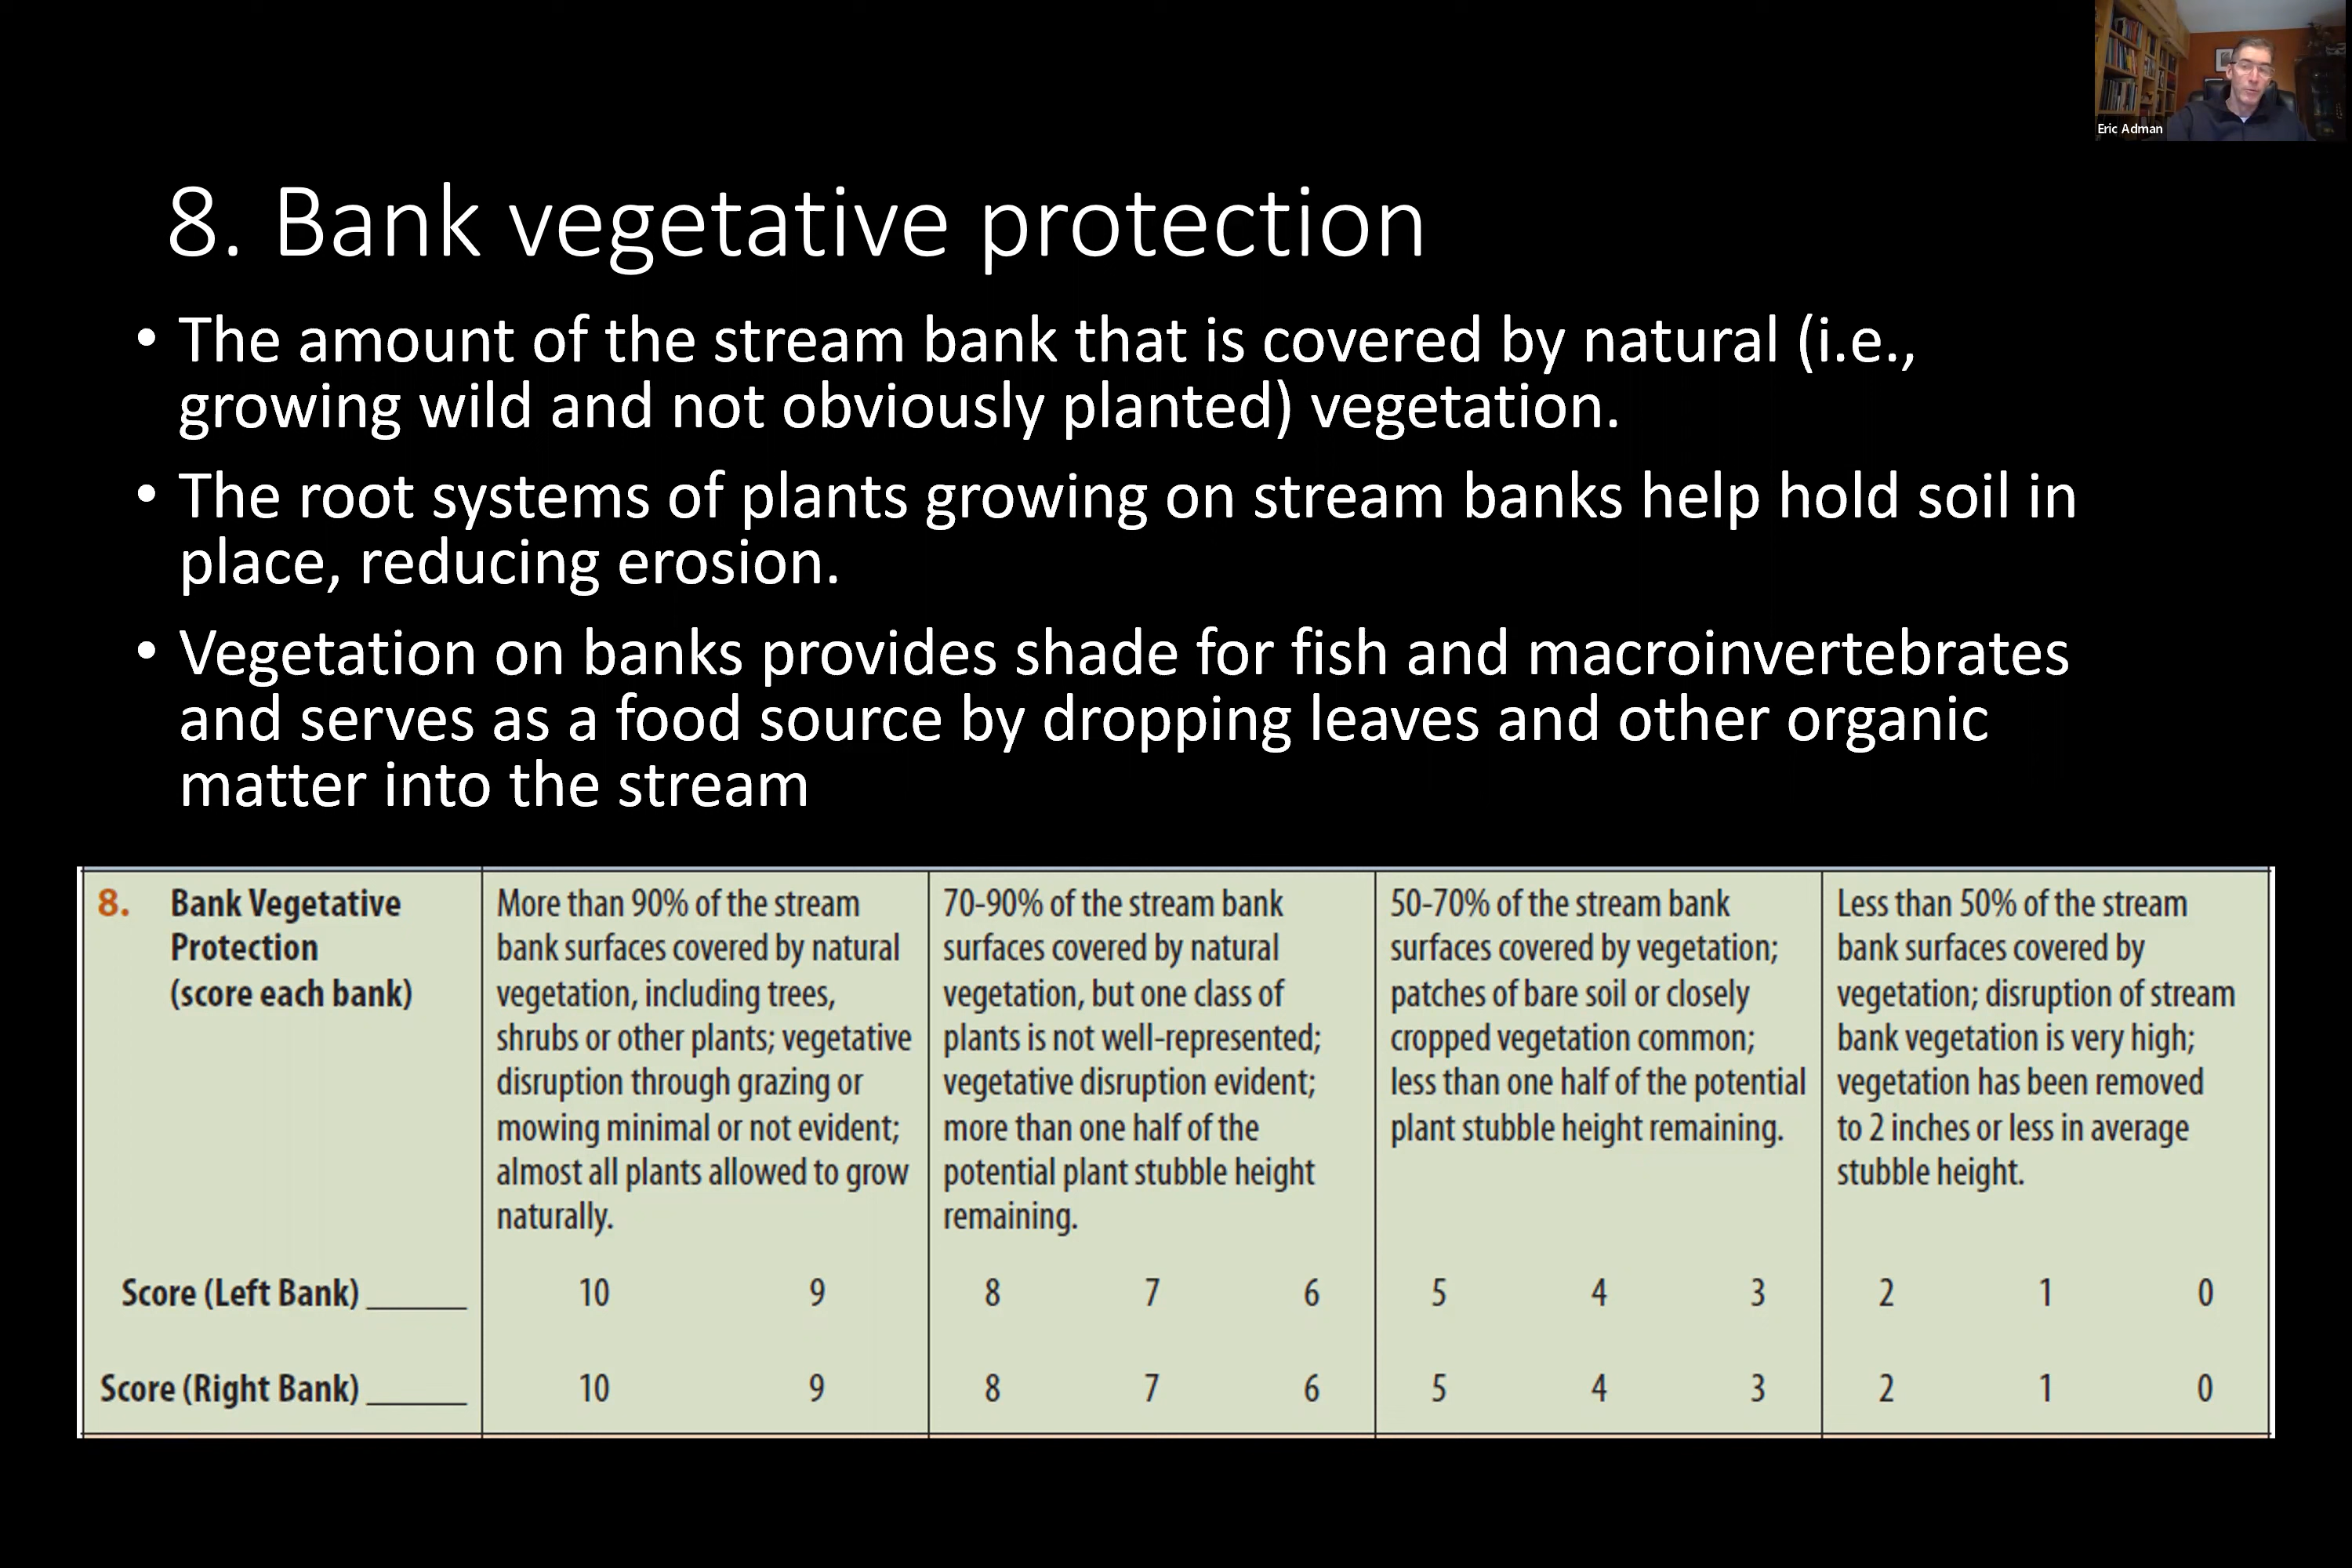 Eric Adman
8. Bank vegetative protection
• The amount of the stream bank that is covered by natural (i.e.,
growing wild and not obviously planted) vegetation.
• The root systems of plants growing on stream banks help hold soil in
place, reducing erosion.
• Vegetation on banks provides shade for fish and macroinvertebrates
and serves as a food source by dropping leaves and other organic
matter into the stream
8. Bank Vegetative
Protection
(score each bank)
More than 90% of the stream
bank surfaces covered by natural
vegetation, including trees,
shrubs or other plants; vegetative
disruption through grazing or
mowing minimal or not evident;
almost all plants allowed to grow
naturally.
70-90% of the stream bank
surfaces covered by natural
vegetation, but one class of
plants is not well-represented;
vegetative disruption evident;
more than one half of the
potential plant stubble height
remaining.
50-70% of the stream bank
surfaces covered by vegetation;
patches of bare soil or closely
cropped vegetation common;
less than one half of the potential
plant stubble height remaining.
Less than 50% of the stream
bank surfaces covered by
vegetation; disruption of stream
bank vegetation is very high;
vegetation has been removed
to 2 inches or less in average
stubble height.
Score (Left Bank) _____ 10 9 8 7 6 5 4 3 2 1 0
Score (Right Bank) _____ 10 9 8 7 6 5 4 3 2 1 0